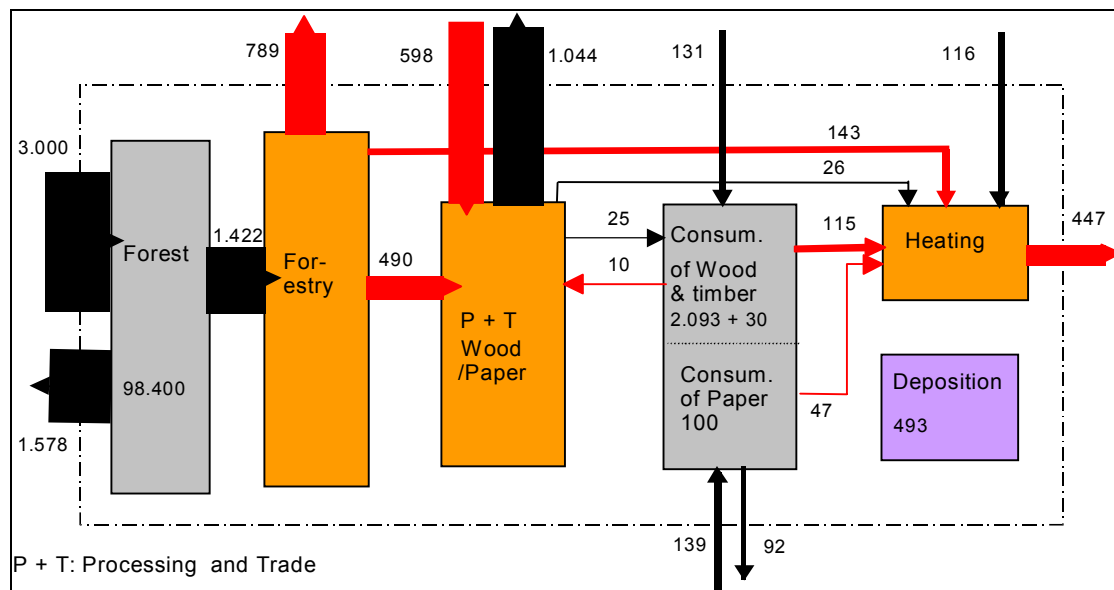 789
598
1.044
131
116
3.000
143
26
Forest
1.422
For-
estry
490
25
10
Consum.
of Wood
& timber
2.093 + 30
115
Heating
447
P + T
Wood
/Paper
98.400
Consum.
of Paper
100
47
Deposition
493
1.578
139
92
P + T: Processing and Trade